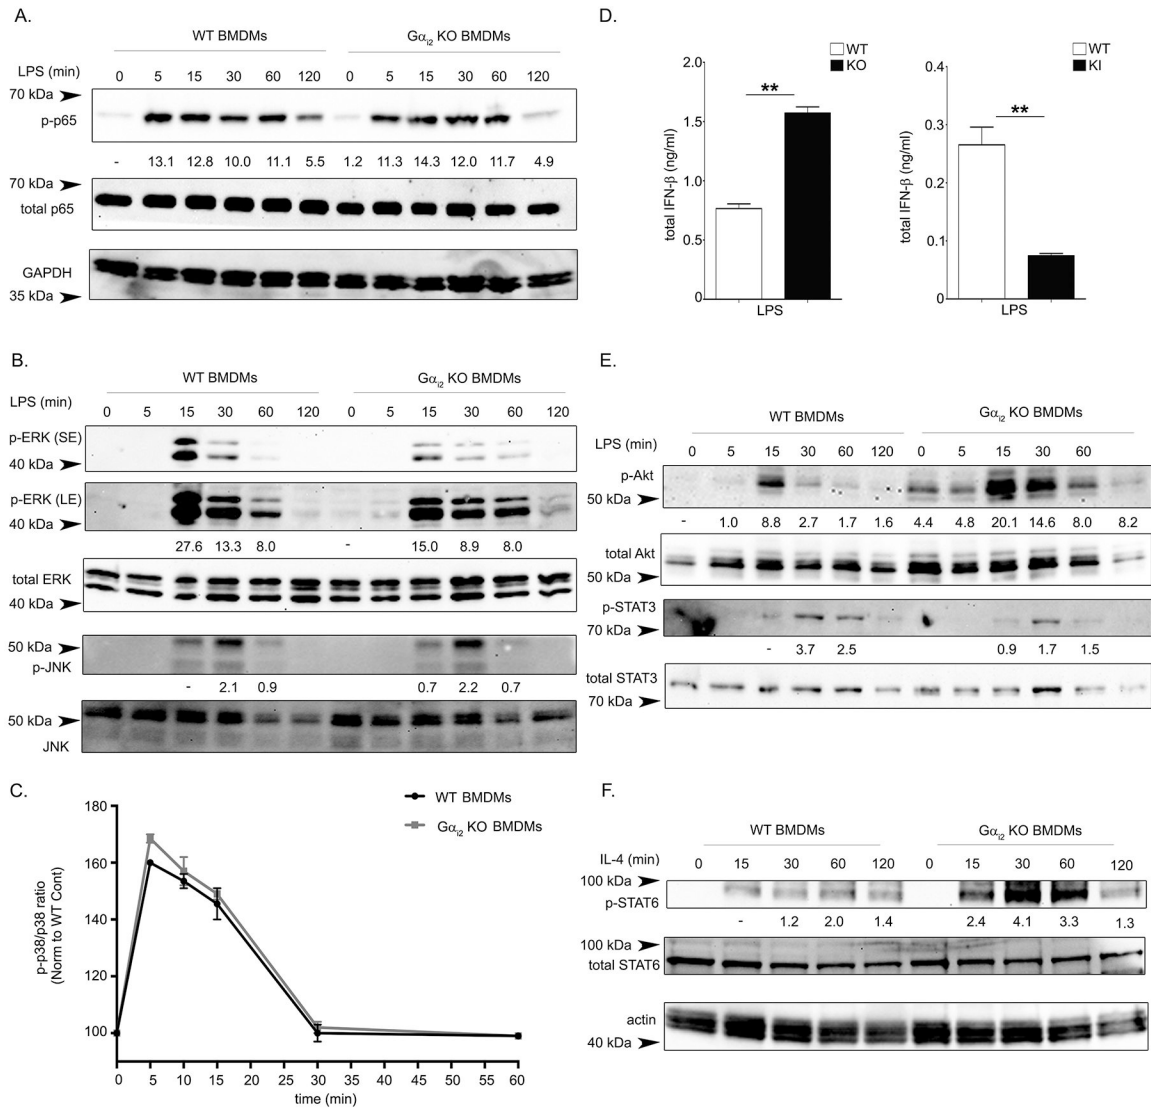 A.
WT BMDMs Gαi2 KO BMDMs
LPS (min) 0 5 15 30 60 120 0 5 15 30 60 120
70 kDa
p-p65
- 13.1 12.8 10.0 11.1 5.5 1.2 11.3 14.3 12.0 11.7 4.9
70 kDa
total p65
GAPDH
35 kDa
D.
WT
KO
2.0
1.5
1.0
0.5
0
total IFN-β (ng/ml)
**
LPS
WT
KI
0.4
0.3
0.2
0.1
0
total IFN-β (ng/ml)
**
LPS
B.
WT BMDMs Gαi2 KO BMDMs
LPS (min) 0 5 15 30 60 120 0 5 15 30 60 120
p-ERK (SE)
40 kDa
p-ERK (LE)
40 kDa
27.6 13.3 8.0 - 15.0 8.9 8.0
total ERK
40 kDa
50 kDa
p-JNK
- 2.1 0.9 0.7 2.2 0.7
50 kDa
JNK
E.
WT BMDMs Gαi2 KO BMDMs
LPS (min) 0 5 15 30 60 120 0 5 15 30 60
p-Akt
50 kDa
- 1.0 8.8 2.7 1.7 1.6 4.4 4.8 20.1 14.6 8.0 8.2
total Akt
50 kDa
p-STAT3
70 kDa
- 3.7 2.5 0.9 1.7 1.5
total STAT3
70 kDa
C.
WT BMDMs
Gαi2 KO BMDMs
180
160
140
120
100
p-p38/p38 ratio
(Norm to WT Cont)
0 5 10 15 20 25 30 35 40 45 50 55 60
time (min)
F.
WT BMDMs Gαi2 KO BMDMs
IL-4 (min) 0 15 30 60 120 0 15 30 60 120
100 kDa
p-STAT6
- 1.2 2.0 1.4 2.4 4.1 3.3 1.3
100 kDa
total STAT6
actin
40 kDa